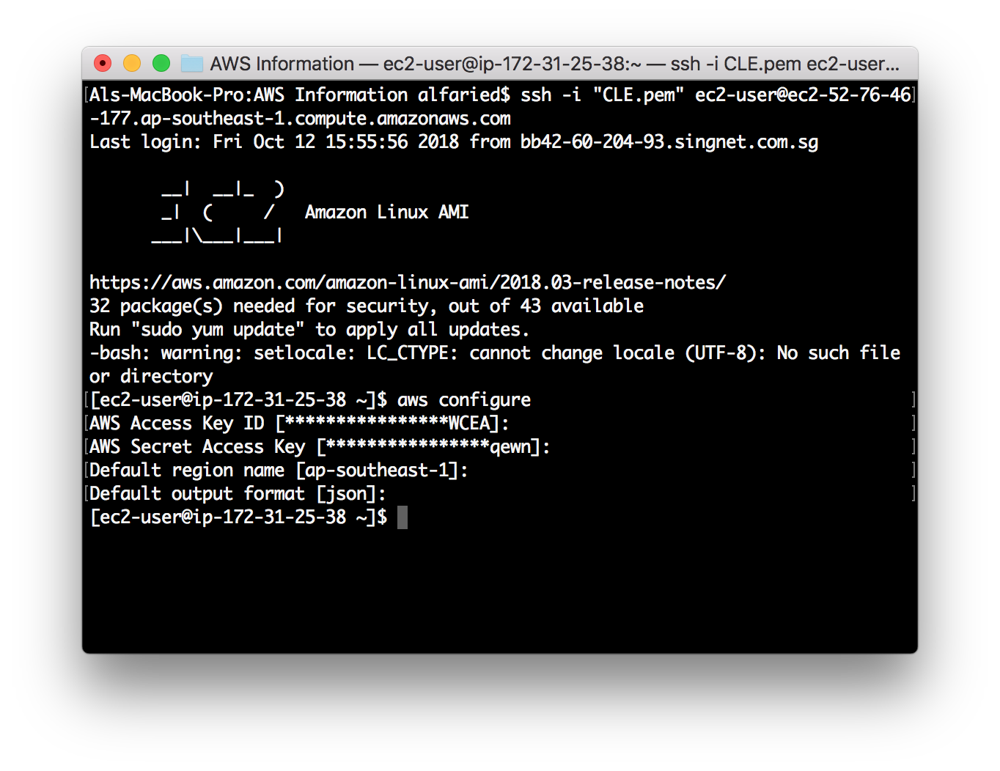 AWS Information — ec2-user@ip-172-31-25-38:~ — ssh -i CLE.pem ec2-user...
[Als-MacBook-Pro:AWS Information alfaried$ ssh -i "CLE.pem" ec2-user@ec2-52-76-46]
-177.ap-southeast-1.compute.amazonaws.com
Last login: Fri Oct 12 15:55:56 2018 from bb42-60-204-93.singnet.com.sg

       __|  __|_  )
       _|  (     /   Amazon Linux AMI
      ___|\___|___|

https://aws.amazon.com/amazon-linux-ami/2018.03-release-notes/
32 package(s) needed for security, out of 43 available
Run "sudo yum update" to apply all updates.
-bash: warning: setlocale: LC_CTYPE: cannot change locale (UTF-8): No such file
or directory
[[ec2-user@ip-172-31-25-38 ~]$ aws configure ]
[AWS Access Key ID [****************WCEA]: ]
[AWS Secret Access Key [****************qewn]: ]
[Default region name [ap-southeast-1]: ]
[Default output format [json]: ]
[ec2-user@ip-172-31-25-38 ~]$